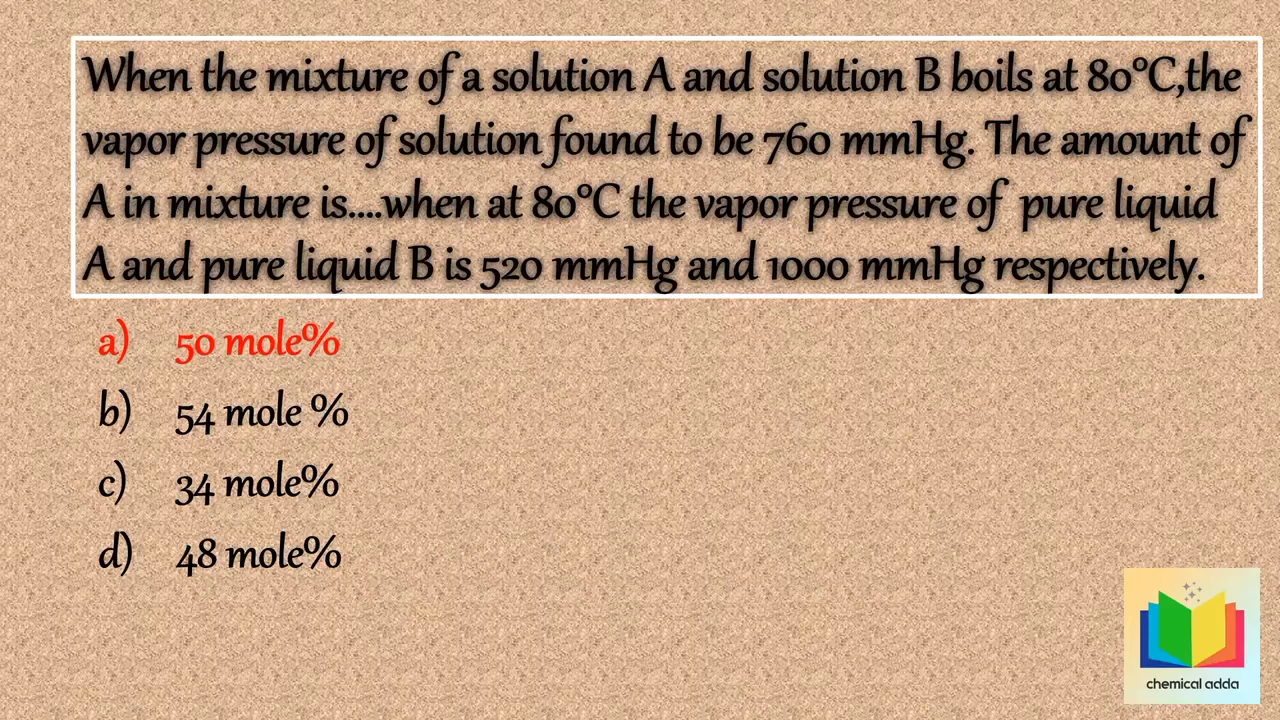 When the mixture of a solution A and solution B boils at 80°C,the
vapor pressure of solution found to be 760 mmHg. The amount of
A in mixture is....when at 80°C the vapor pressure of pure liquid
A and pure liquid B is 520 mmHg and 1000 mmHg respectively.
a) 50 mole%
b) 54 mole %
c) 34 mole%
d) 48 mole%
chemical adda